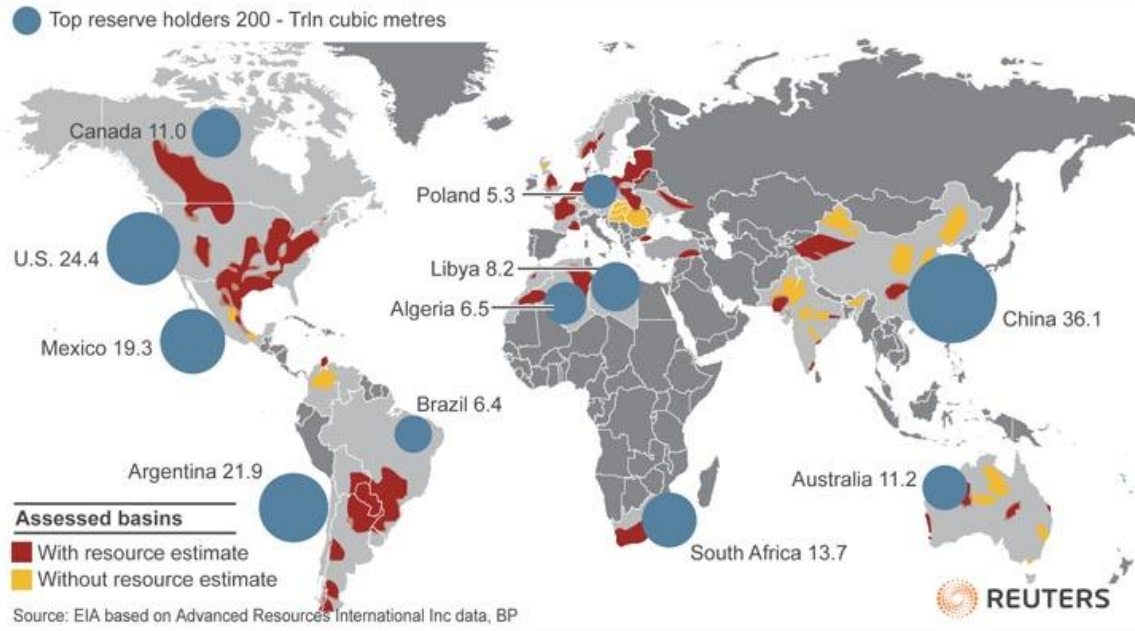 Top reserve holders 200 - Trln cubic metres
Canada 11.0
Poland 5.3
U.S. 24.4
Libya 8.2
Algeria 6.5
China 36.1
Mexico 19.3
Brazil 6.4
Argentina 21.9
Australia 11.2
South Africa 13.7
Assessed basins
With resource estimate
Without resource estimate
Source: EIA based on Advanced Resources International Inc data, BP
REUTERS